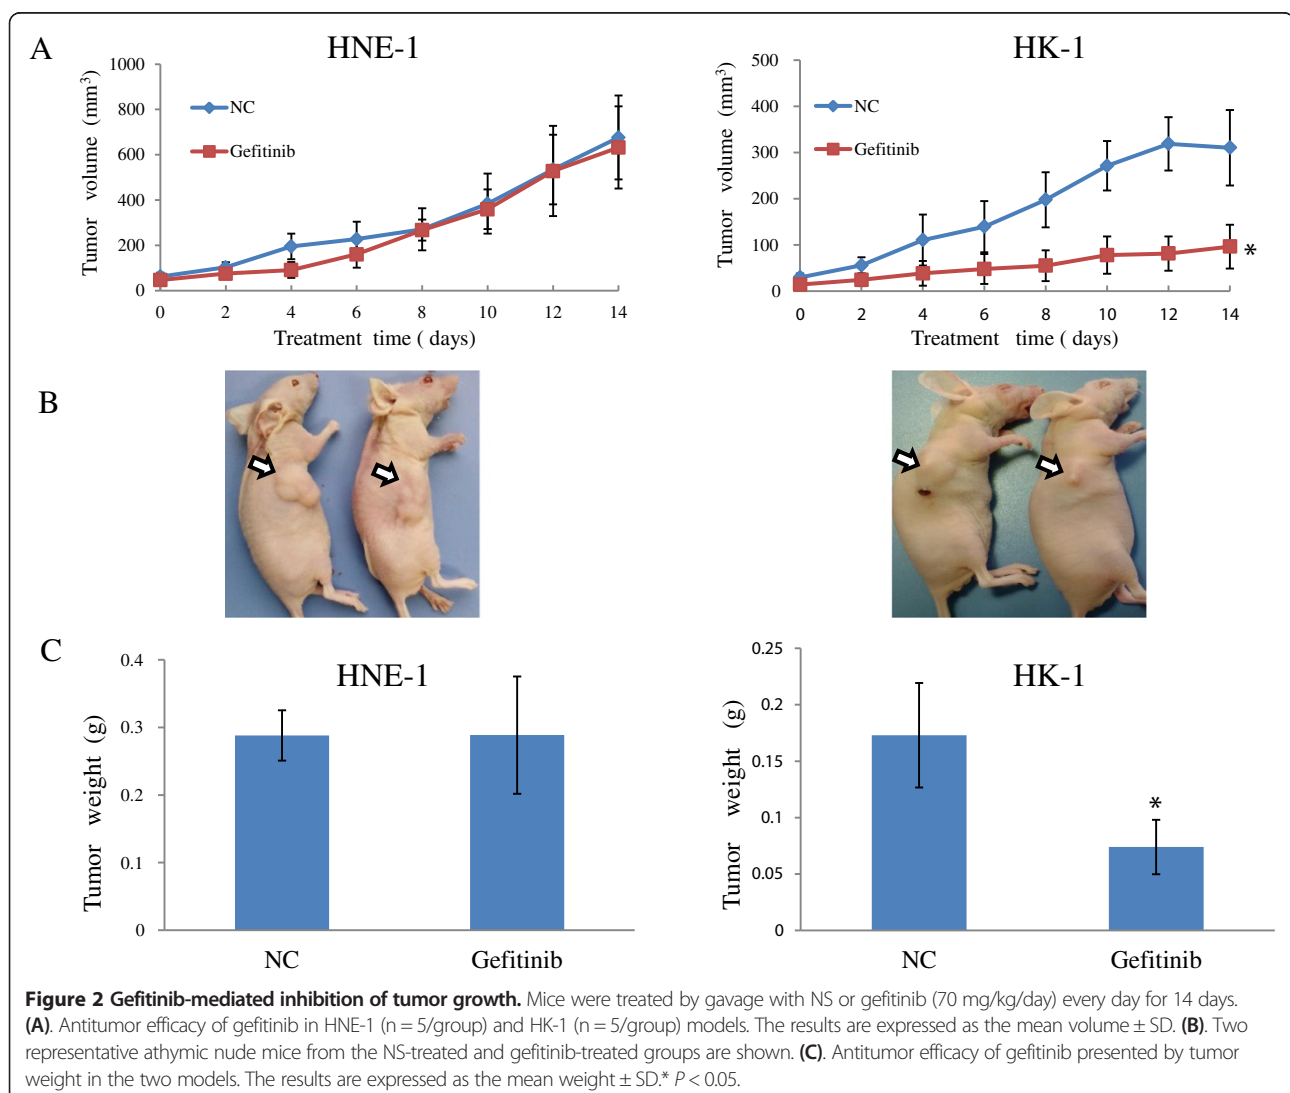 A
HNE-1
Tumor volume (mm³)
1000
800
600
400
200
0
NC
Gefitinib
0 2 4 6 8 10 12 14
Treatment time ( days)
HK-1
Tumor volume (mm³)
500
400
300
200
100
0
NC
Gefitinib
*
0 2 4 6 8 10 12 14
Treatment time ( days)
B
C
HNE-1
Tumor weight (g)
0.4
0.3
0.2
0.1
0
NC Gefitinib
HK-1
Tumor weight (g)
0.25
0.2
0.15
0.1
0.05
0
*
NC Gefitinib
Figure 2 Gefitinib-mediated inhibition of tumor growth. Mice were treated by gavage with NS or gefitinib (70 mg/kg/day) every day for 14 days.
(A). Antitumor efficacy of gefitinib in HNE-1 (n = 5/group) and HK-1 (n = 5/group) models. The results are expressed as the mean volume ± SD. (B). Two
representative athymic nude mice from the NS-treated and gefitinib-treated groups are shown. (C). Antitumor efficacy of gefitinib presented by tumor
weight in the two models. The results are expressed as the mean weight ± SD.* P < 0.05.